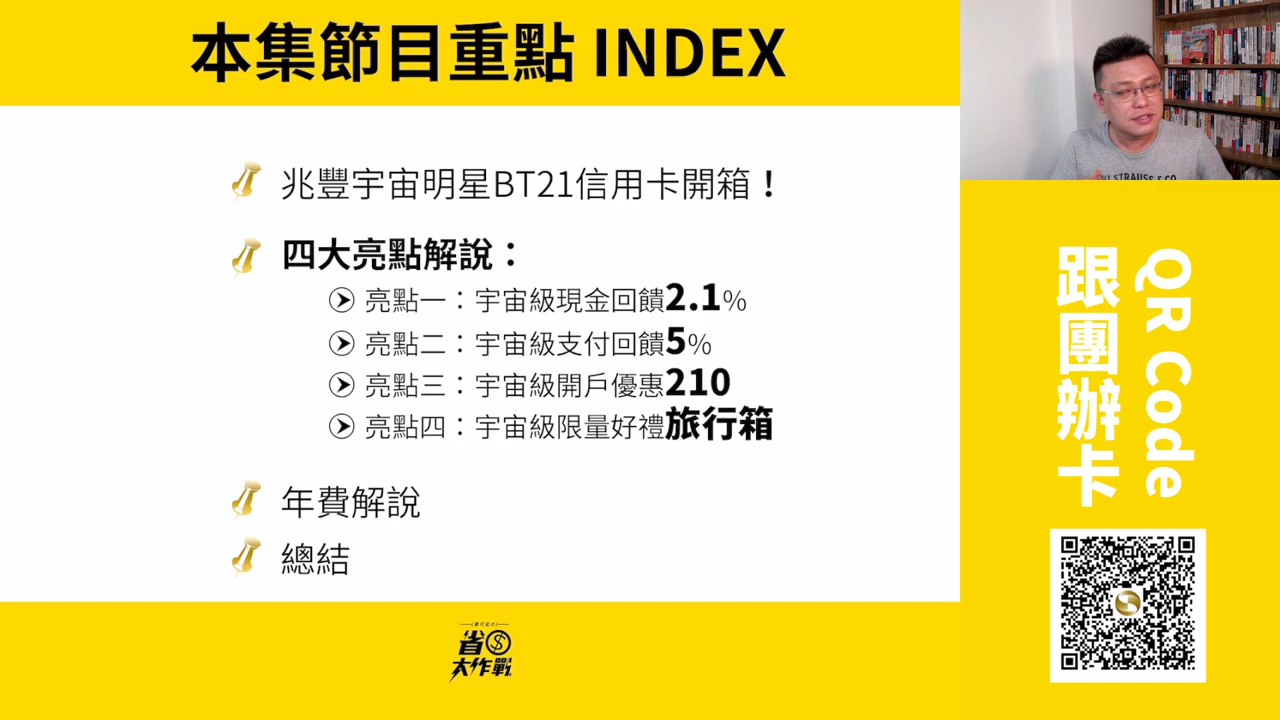 本集節目重點 INDEX
兆豐宇宙明星BT21信用卡開箱！
四大亮點解說：
亮點一：宇宙級現金回饋2.1%
亮點二：宇宙級支付回饋5%
亮點三：宇宙級開戶優惠210
亮點四：宇宙級限量好禮旅行箱
年費解說
總結
省$
大作戰
QR Code
跟團辦卡